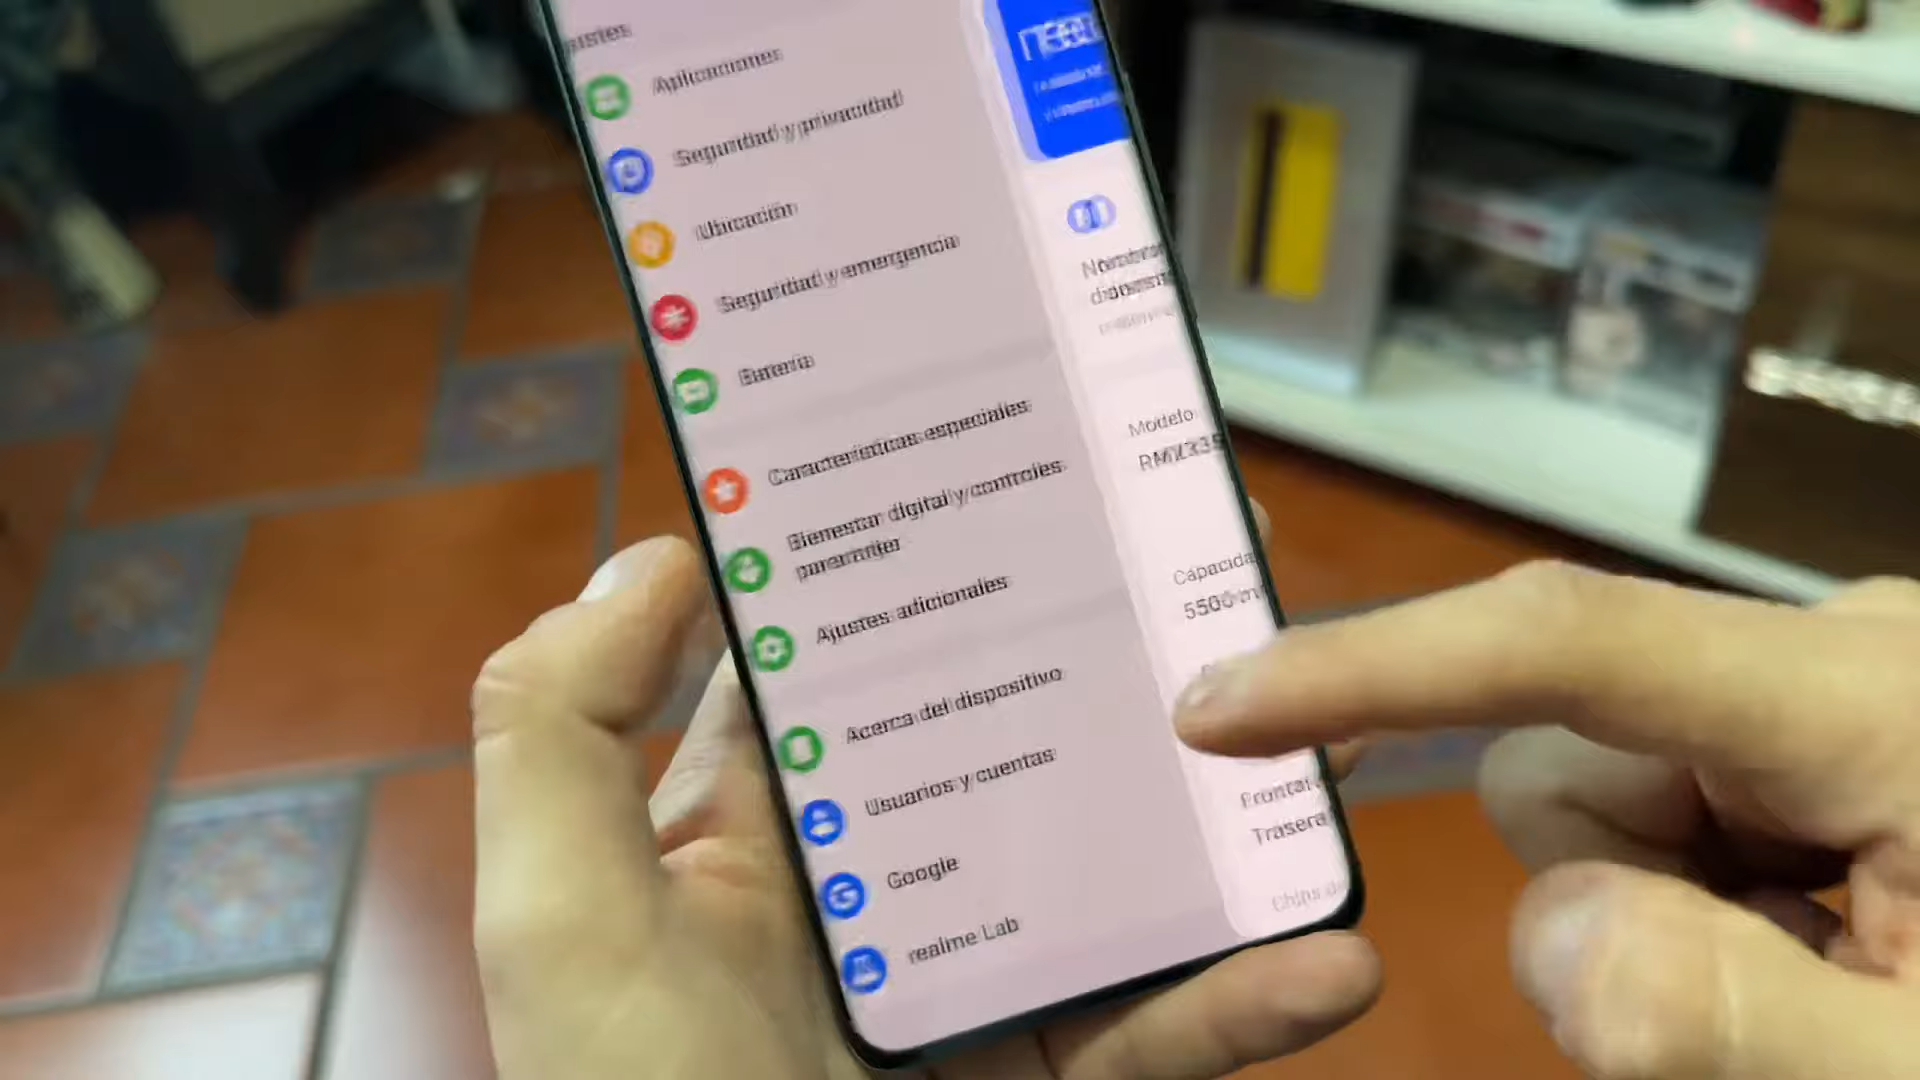 Aplicaciones
Seguridad y privacidad
Ubicación
Seguridad y emergencia
Batería
Características especiales
Bienestar digital y controles
parentales
Ajustes adicionales
Acerca del dispositivo
Usuarios y cuentas
Google
realme Lab
Modelo
Frontal
Trasera